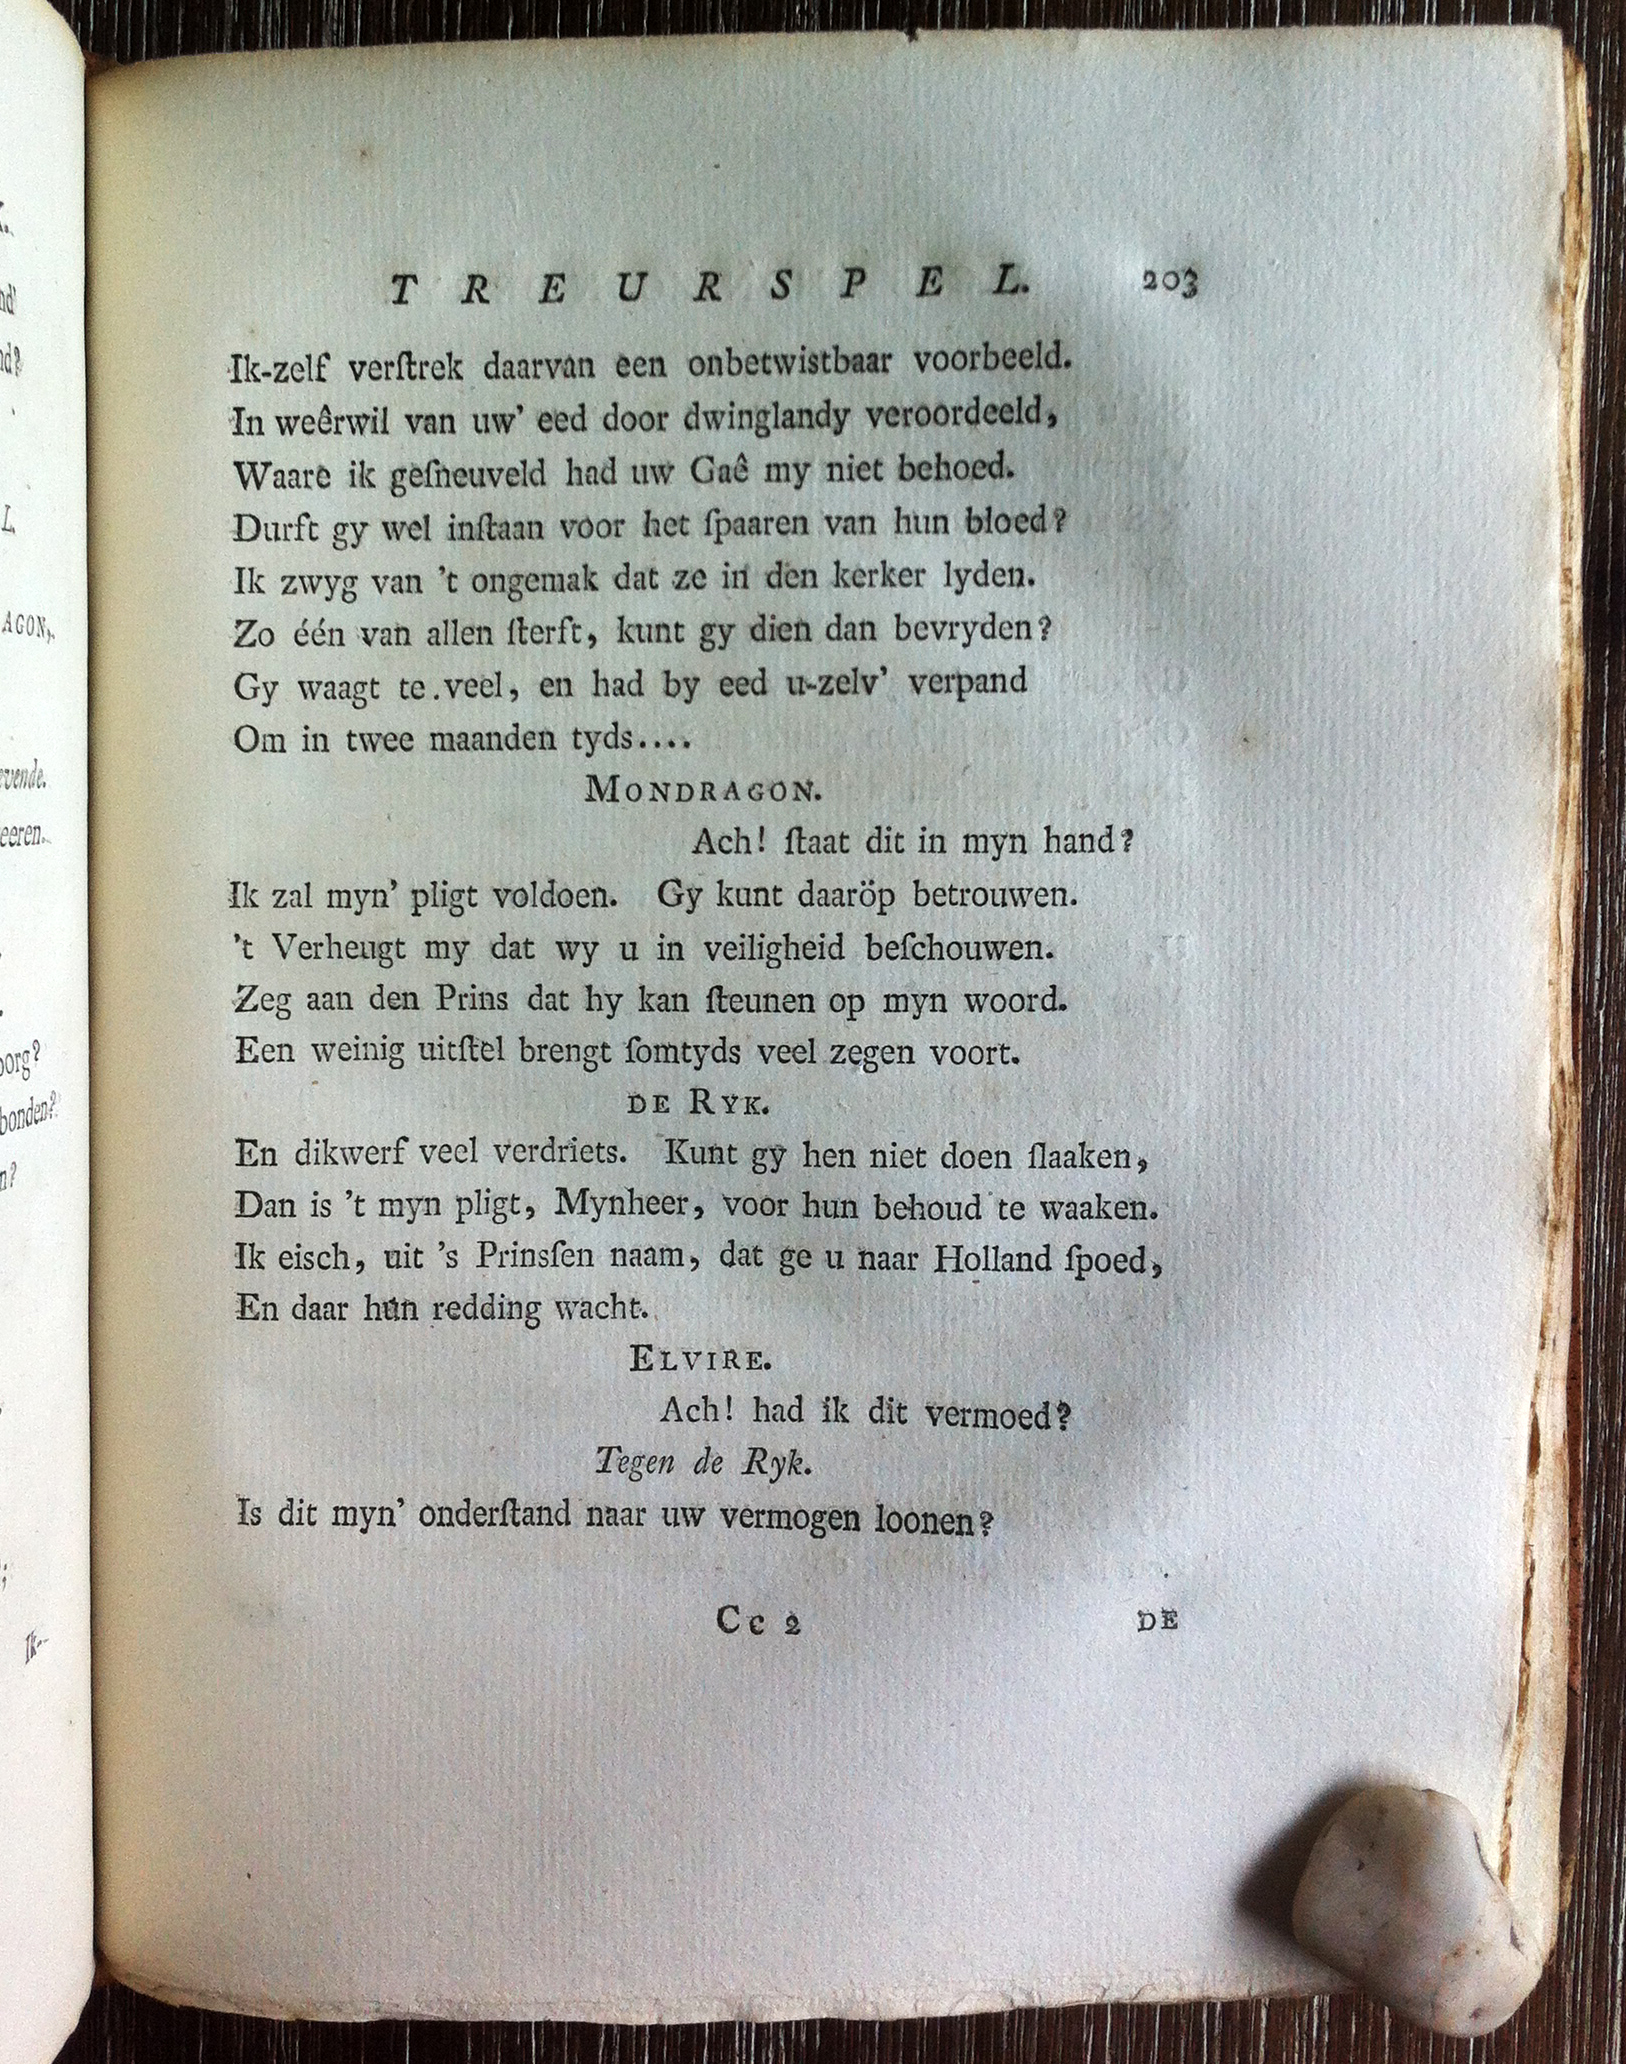 TREURSPEL. 203
Ik-zelf verſtrek daarvan een onbetwistbaar voorbeeld.
In weêrwil van uw’ eed door dwinglandy veroordeeld,
Waare ik geſneuveld had uw Gaê my niet behoed.
Durft gy wel inſtaan voor het ſpaaren van hun bloed?
Ik zwyg van ’t ongemak dat ze in den kerker lyden.
Zo één van allen ſterft, kunt gy dien dan bevryden?
Gy waagt te veel, en had by eed u-zelv’ verpand
Om in twee maanden tyds....
MONDRAGON.
Ach! ſtaat dit in myn hand?
Ik zal myn’ pligt voldoen. Gy kunt daaröp betrouwen.
’t Verheugt my dat wy u in veiligheid beſchouwen.
Zeg aan den Prins dat hy kan ſteunen op myn woord.
Een weinig uitſtel brengt ſomtyds veel zegen voort.
DE RYK.
En dikwerf veel verdriets. Kunt gy hen niet doen ſlaaken,
Dan is ’t myn pligt, Mynheer, voor hun behoud te waaken.
Ik eisch, uit ’s Prinsſen naam, dat ge u naar Holland ſpoed,
En daar hun redding wacht.
ELVIRE.
Ach! had ik dit vermoed?
Tegen de Ryk.
Is dit myn’ onderſtand naar uw vermogen loonen?
Cc 2 DE